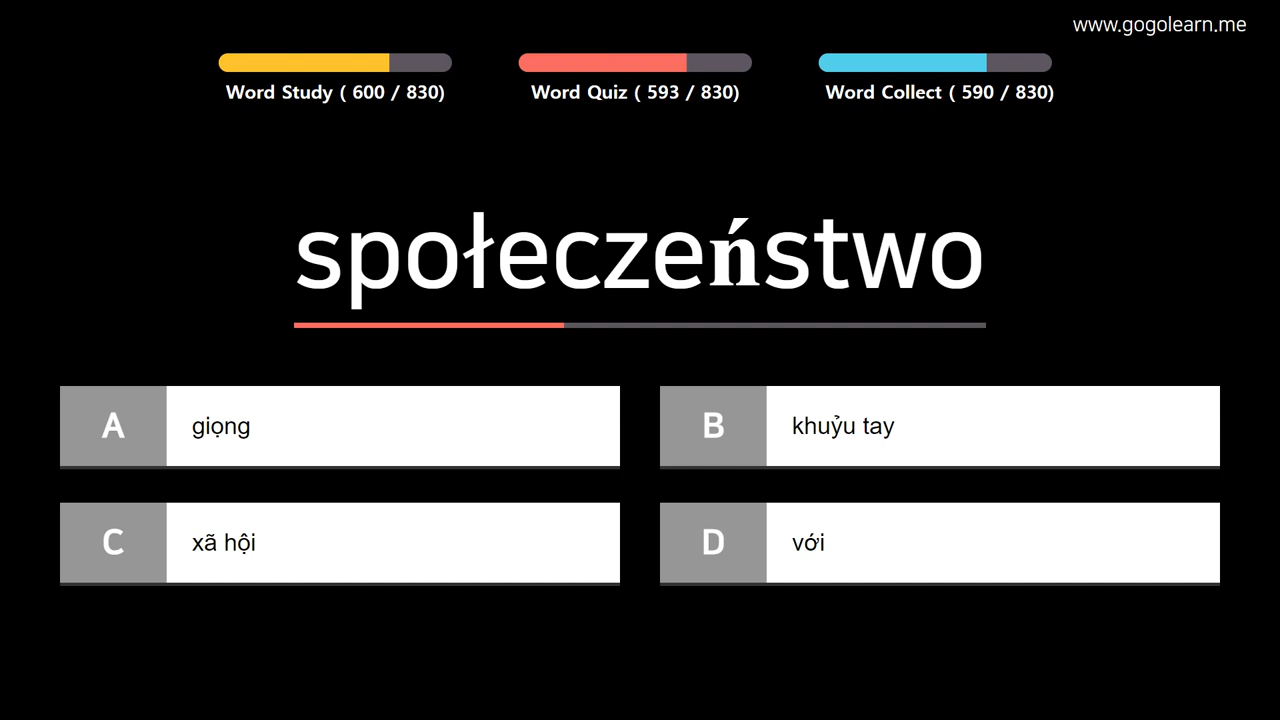 www.gogolearn.me
Word Study ( 600 / 830)
Word Quiz ( 593 / 830)
Word Collect ( 590 / 830)
społeczeństwo
A giọng
B khuỷu tay
C xã hội
D với